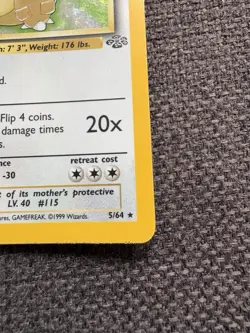 : 7' 3", Weight: 176 lbs.
d.
Flip 4 coins.
damage times 20x
nce retreat cost
-30
t of its mother's protective
LV. 40 #115
ures, GAMEFREAK. ©1999 Wizards. 5/64 ★